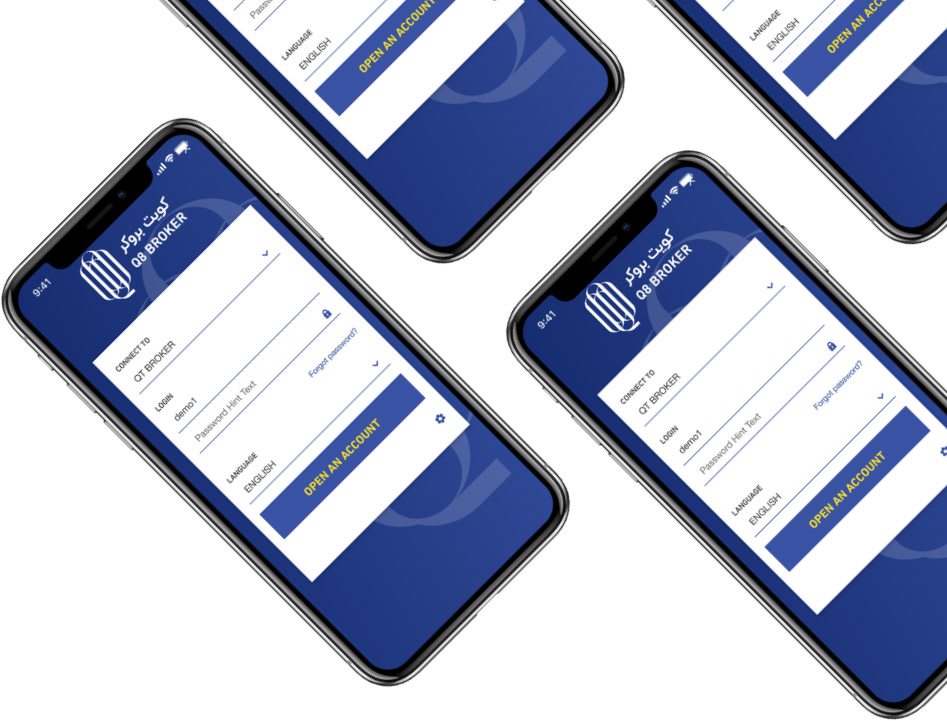 Passw
LANGUAGE
ENGLISH
OPEN AN ACCOUNT
LANGUAGE
ENGLISH
OPEN AN ACCO
9:41
كويت بروكر
Q8 BROKER
CONNECT TO
QT BROKER
LOGIN
demo1
Password Hint Text
Forgot password?
LANGUAGE
ENGLISH
OPEN AN ACCOUNT
9:41
كويت بروكر
Q8 BROKER
CONNECT TO
QT BROKER
LOGIN
demo1
Password Hint Text
Forgot password?
LANGUAGE
ENGLISH
OPEN AN ACCOUNT